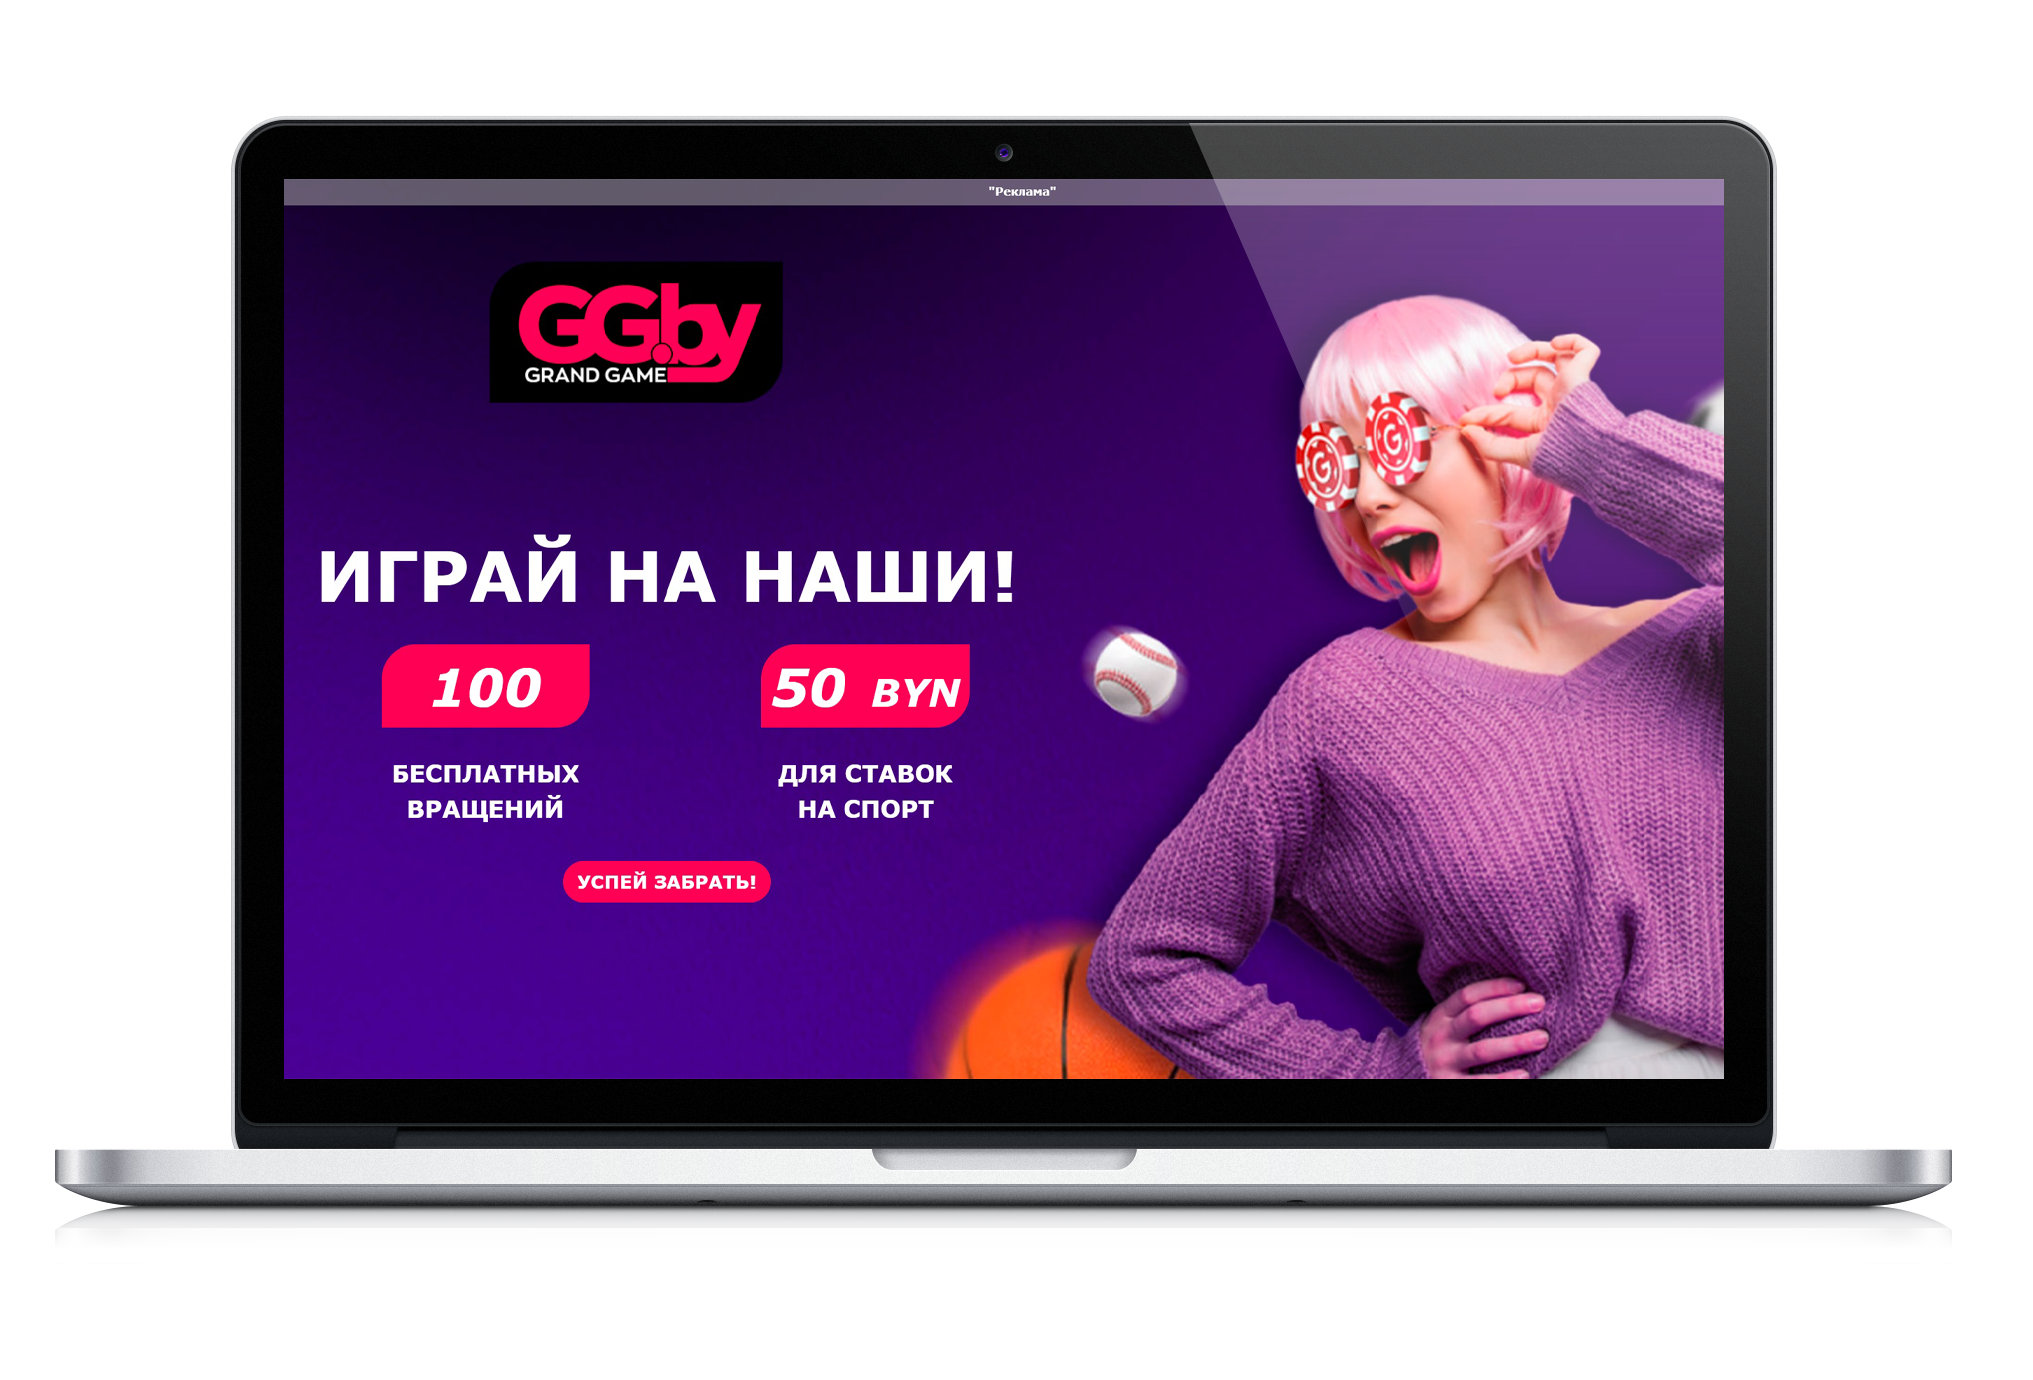 "Реклама"
GG.by
GRAND GAME
ИГРАЙ НА НАШИ!
100
50 BYN
БЕСПЛАТНЫХ
ВРАЩЕНИЙ
ДЛЯ СТАВОК
НА СПОРТ
УСПЕЙ ЗАБРАТЬ!
G
G